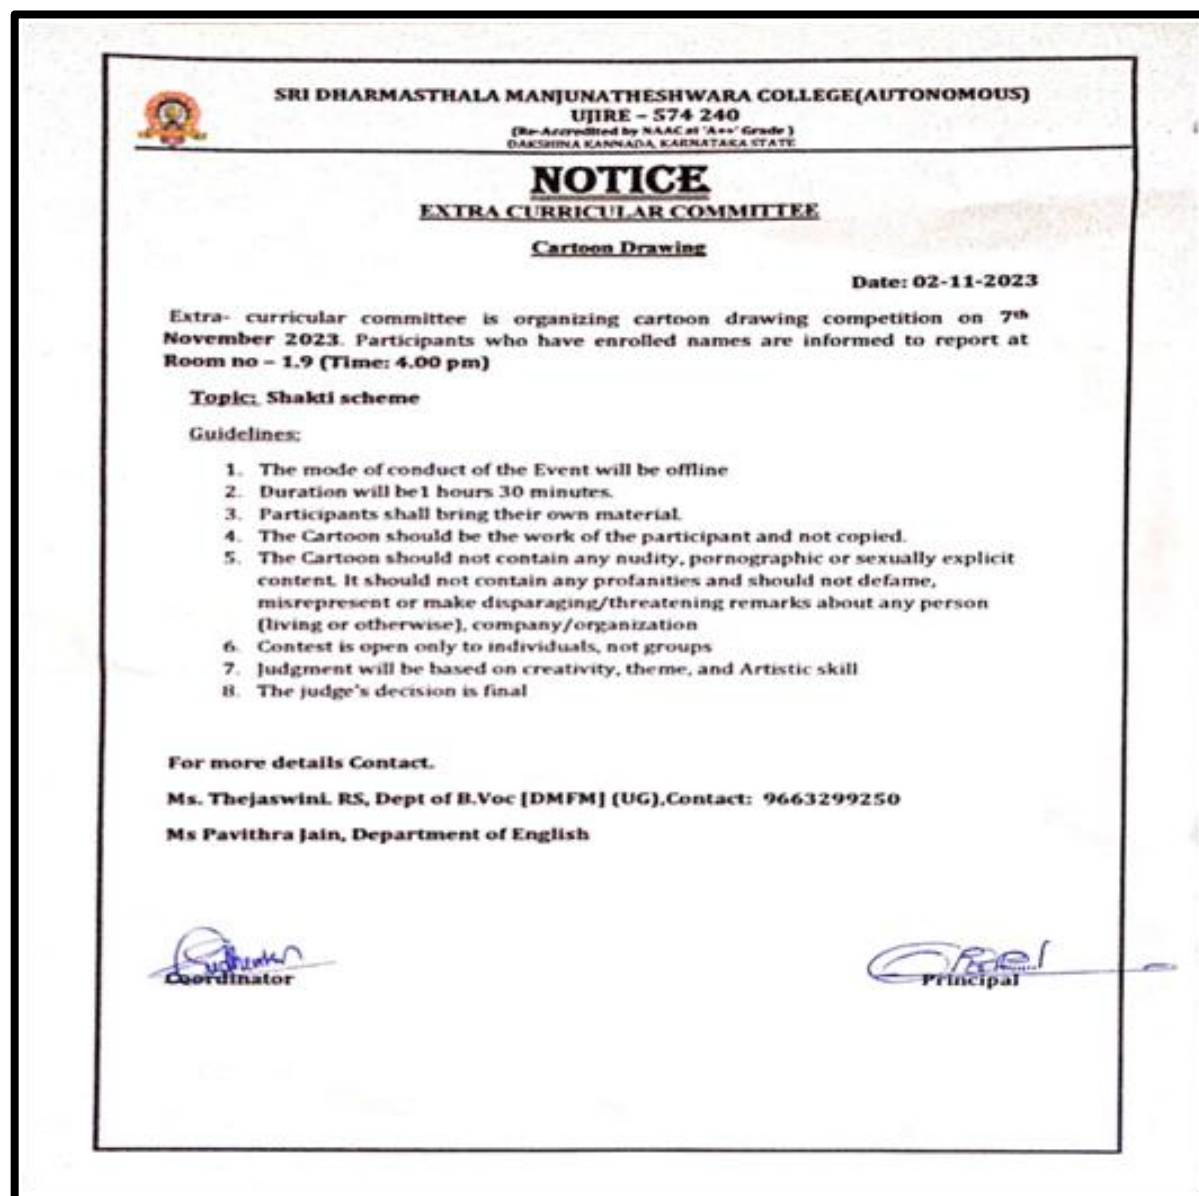 SRI DHARMASTHALA MANJUNATHESHWARA COLLEGE(AUTONOMOUS)
UJIRE – 574 240
(Re-Accredited by NAAC at 'A++' Grade )
DAKSHINA KANNADA, KARNATAKA STATE
NOTICE
EXTRA CURRICULAR COMMITTEE
Cartoon Drawing
Date: 02-11-2023
Extra- curricular committee is organizing cartoon drawing competition on 7th
November 2023. Participants who have enrolled names are informed to report at
Room no – 1.9 (Time: 4.00 pm)
Topic: Shakti scheme
Guidelines:
1. The mode of conduct of the Event will be offline
2. Duration will be1 hours 30 minutes.
3. Participants shall bring their own material.
4. The Cartoon should be the work of the participant and not copied.
5. The Cartoon should not contain any nudity, pornographic or sexually explicit
content. It should not contain any profanities and should not defame,
misrepresent or make disparaging/threatening remarks about any person
(living or otherwise), company/organization
6. Contest is open only to individuals, not groups
7. Judgment will be based on creativity, theme, and Artistic skill
8. The judge's decision is final
For more details Contact.
Ms. Thejaswini. RS, Dept of B.Voc [DMFM] (UG),Contact: 9663299250
Ms Pavithra Jain, Department of English
Coordinator
Principal